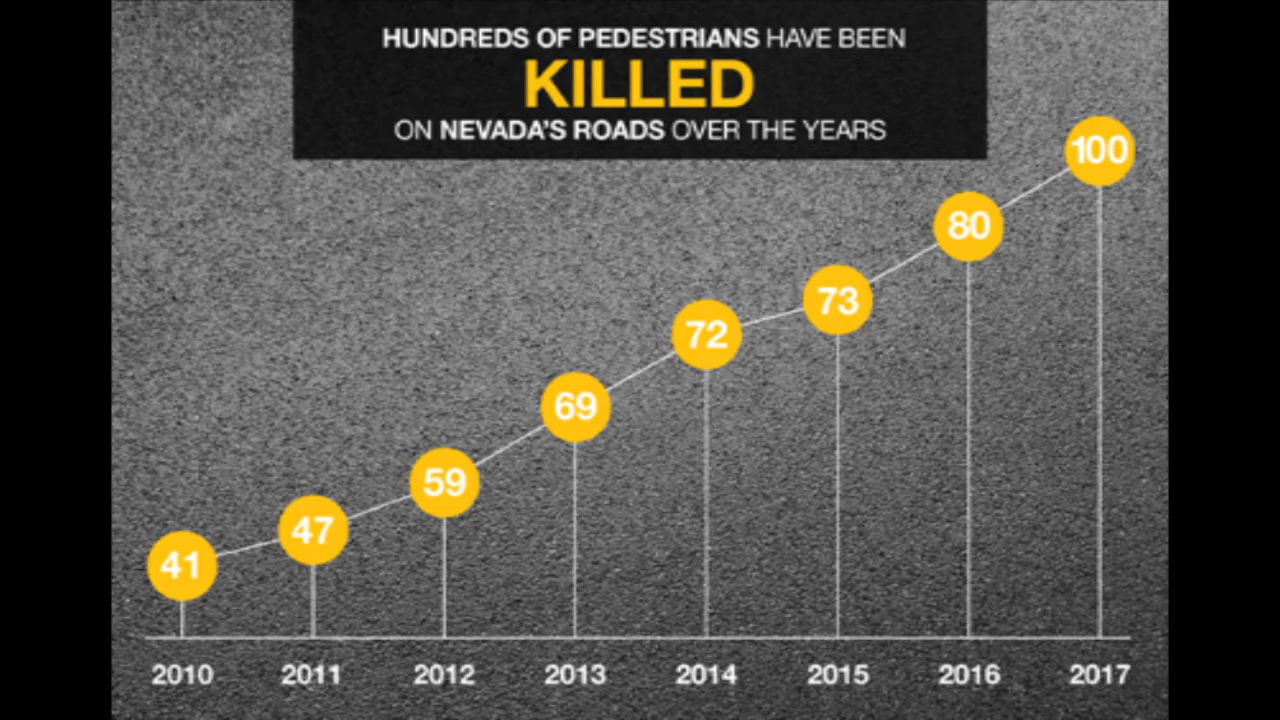 HUNDREDS OF PEDESTRIANS HAVE BEEN
KILLED
ON NEVADA'S ROADS OVER THE YEARS
100
80
73
72
69
59
47
41
2010 2011 2012 2013 2014 2015 2016 2017